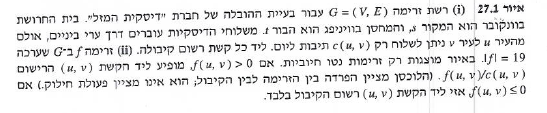 איור 27.1 (i) רשת זרימה G = (V, E) עבור בעיית ההובלה של חברת "דיסקית המזל". בית החרושת
בוונקובר הוא המקור s, והמחסן בוויניפג הוא הבור t. משלוחי הדסקיות עוברים דרך ערי ביניים, אולם
מהעיר u לעיר v ניתן לשלוח רק c(u, v) תיבות ליום. ליד כל קשת רשום קיבולה. (ii) זרימה f ב-G שערכה
|f| = 19. באיור מוצגות רק זרימות נטו חיוביות. אם f(u, v) > 0, מופיע ליד הקשת (u, v) הרישום
f(u, v)/c(u, v). (הלוכסן מציין הפרדה בין הזרימה לבין הקיבול; הוא אינו מציין פעולת חילוק.) אם
f(u, v) ≤ 0, אזי ליד הקשת (u, v) רשום הקיבול בלבד.